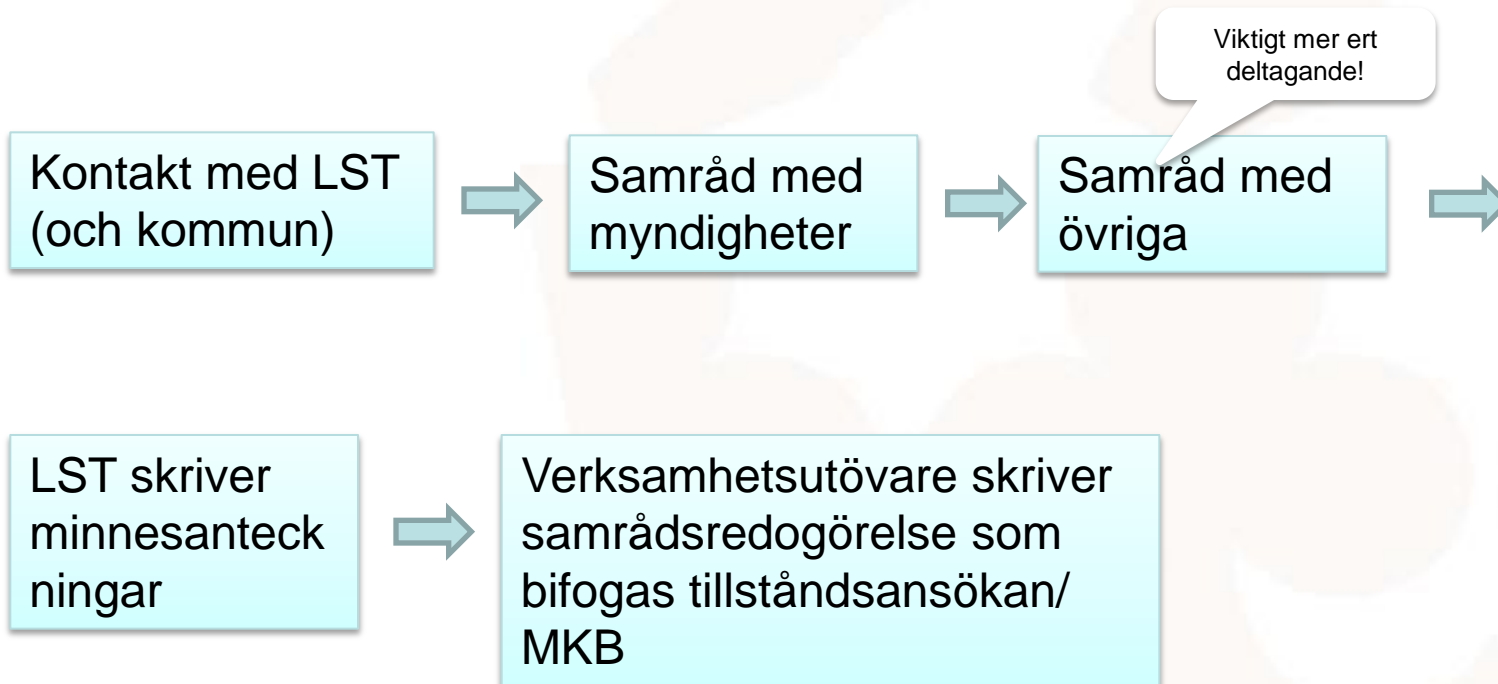 Viktigt mer ert
deltagande!
Kontakt med LST
(och kommun)
Samråd med
myndigheter
Samråd med
övriga
LST skriver
minnesanteck
ningar
Verksamhetsutövare skriver
samrådsredogörelse som
bifogas tillståndsansökan/
MKB